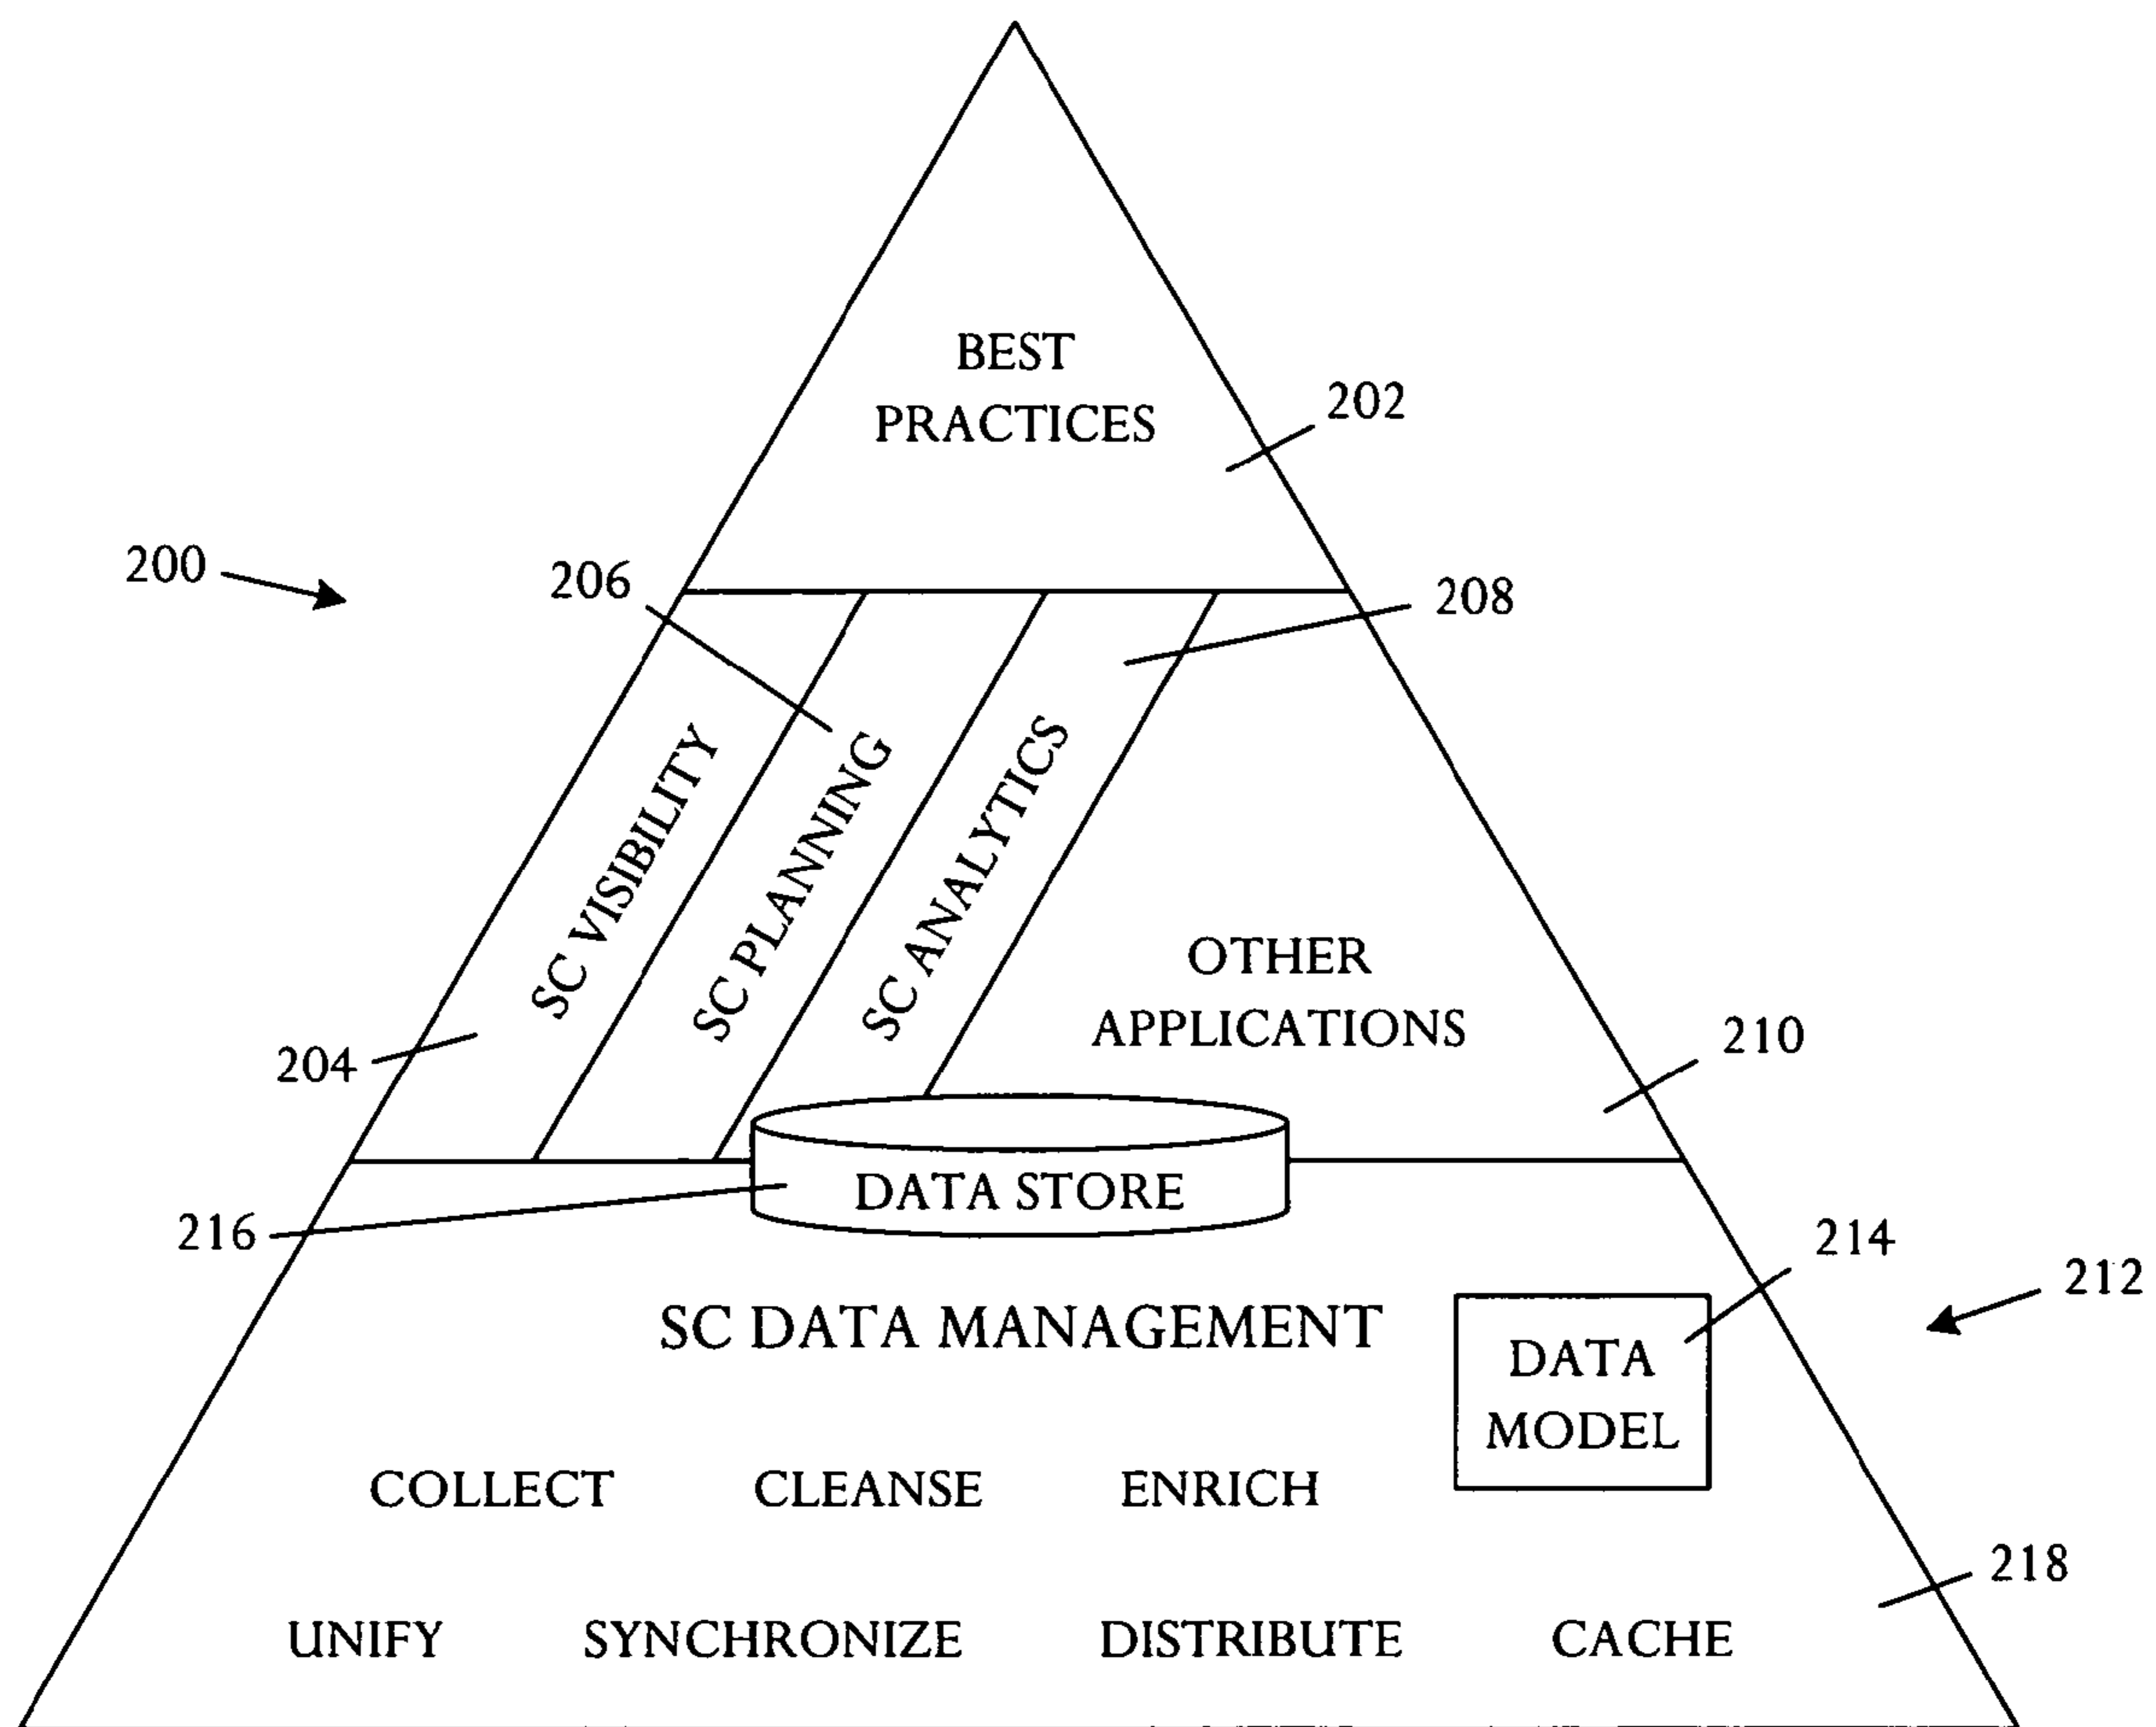 BEST
PRACTICES
202
200
206
208
SC VISIBILITY
SC PLANNING
SC ANALYTICS
OTHER
APPLICATIONS
204
210
DATA STORE
216
214
212
SC DATA MANAGEMENT
DATA
MODEL
COLLECT CLEANSE ENRICH
218
UNIFY SYNCHRONIZE DISTRIBUTE CACHE